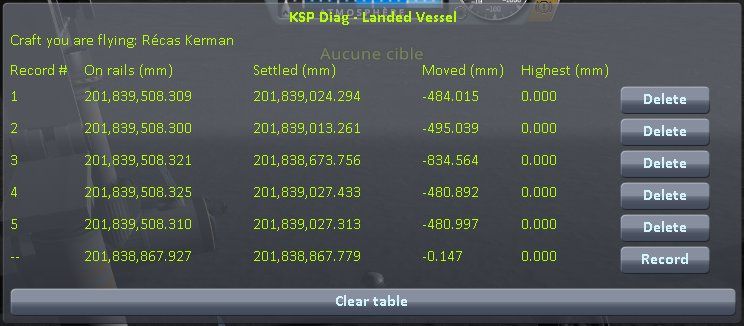 ATMOSPHÈRE
KSP Diag - Landed Vessel
Craft you are flying: Récas Kerman
Aucune cible
Record # On rails (mm) Settled (mm) Moved (mm) Highest (mm)
1 201,839,508.309 201,839,024.294 -484.015 0.000 Delete
2 201,839,508.300 201,839,013.261 -495.039 0.000 Delete
3 201,839,508.321 201,838,673.756 -834.564 0.000 Delete
4 201,839,508.325 201,839,027.433 -480.892 0.000 Delete
5 201,839,508.310 201,839,027.313 -480.997 0.000 Delete
-- 201,838,867.927 201,838,867.779 -0.147 0.000 Record
Clear table